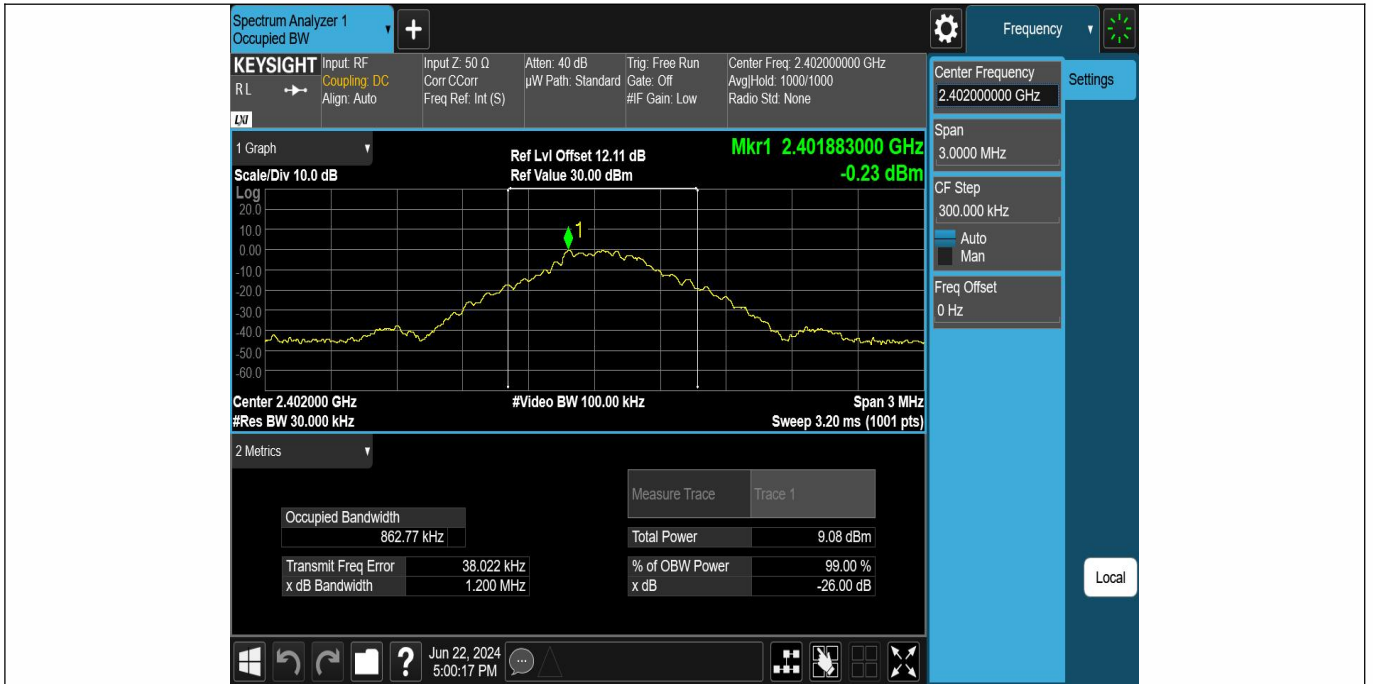 Spectrum Analyzer 1
Occupied BW
+
Frequency
KEYSIGHT
RL
LXI
Input: RF
Coupling: DC
Align: Auto
Input Z: 50 Ω
Corr CCorr
Freq Ref: Int (S)
Atten: 40 dB
µW Path: Standard
Trig: Free Run
Gate: Off
#IF Gain: Low
Center Freq: 2.402000000 GHz
Avg|Hold: 1000/1000
Radio Std: None
Center Frequency
2.402000000 GHz
Settings
Span
3.0000 MHz
CF Step
300.000 kHz
Auto
Man
Freq Offset
0 Hz
Local
1 Graph
Scale/Div 10.0 dB
Ref Lvl Offset 12.11 dB
Ref Value 30.00 dBm
Mkr1 2.401883000 GHz
-0.23 dBm
Log
20.0
10.0
0.00
-10.0
-20.0
-30.0
-40.0
-50.0
-60.0
1
Center 2.402000 GHz
#Res BW 30.000 kHz
#Video BW 100.00 kHz
Span 3 MHz
Sweep 3.20 ms (1001 pts)
2 Metrics
Measure Trace Trace 1
Occupied Bandwidth
862.77 kHz
Total Power 9.08 dBm
Transmit Freq Error 38.022 kHz
% of OBW Power 99.00 %
x dB Bandwidth 1.200 MHz
x dB -26.00 dB
?
Jun 22, 2024
5:00:17 PM